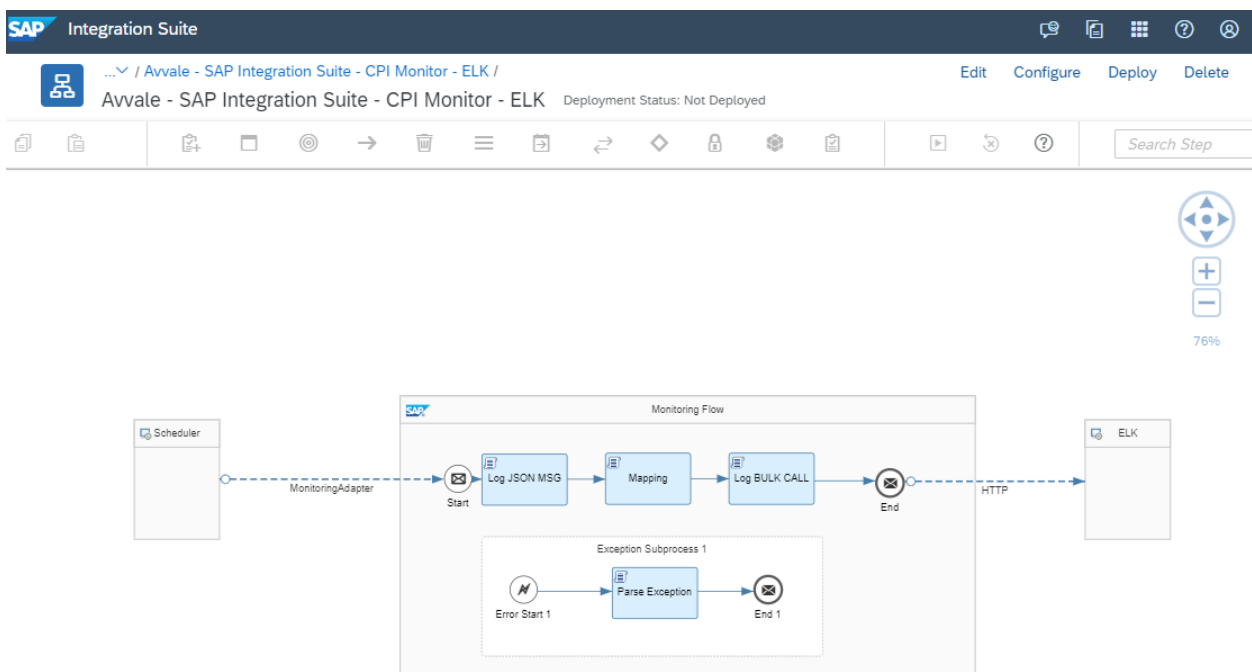 SAP Integration Suite
...﹀ / Avvale - SAP Integration Suite - CPI Monitor - ELK /
Edit Configure Deploy Delete
Avvale - SAP Integration Suite - CPI Monitor - ELK Deployment Status: Not Deployed
Search Step
76%
SAP Monitoring Flow
Scheduler
ELK
Log JSON MSG
Mapping
Log BULK CALL
MonitoringAdapter
HTTP
Start
End
Exception Subprocess 1
Parse Exception
Error Start 1
End 1